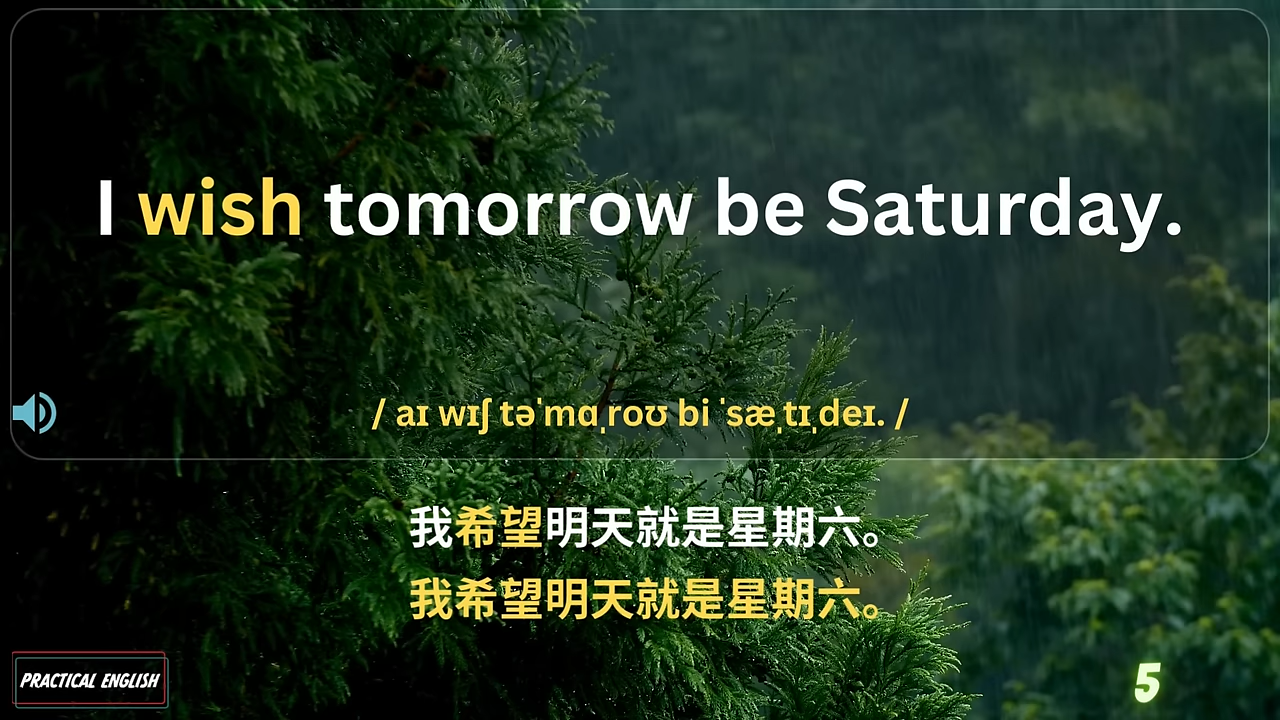 I wish tomorrow be Saturday.
/ aɪ wɪʃ təˈmɑˌroʊ bi ˈsæˌtɪˌdeɪ. /
我希望明天就是星期六。
我希望明天就是星期六。
PRACTICAL ENGLISH
5